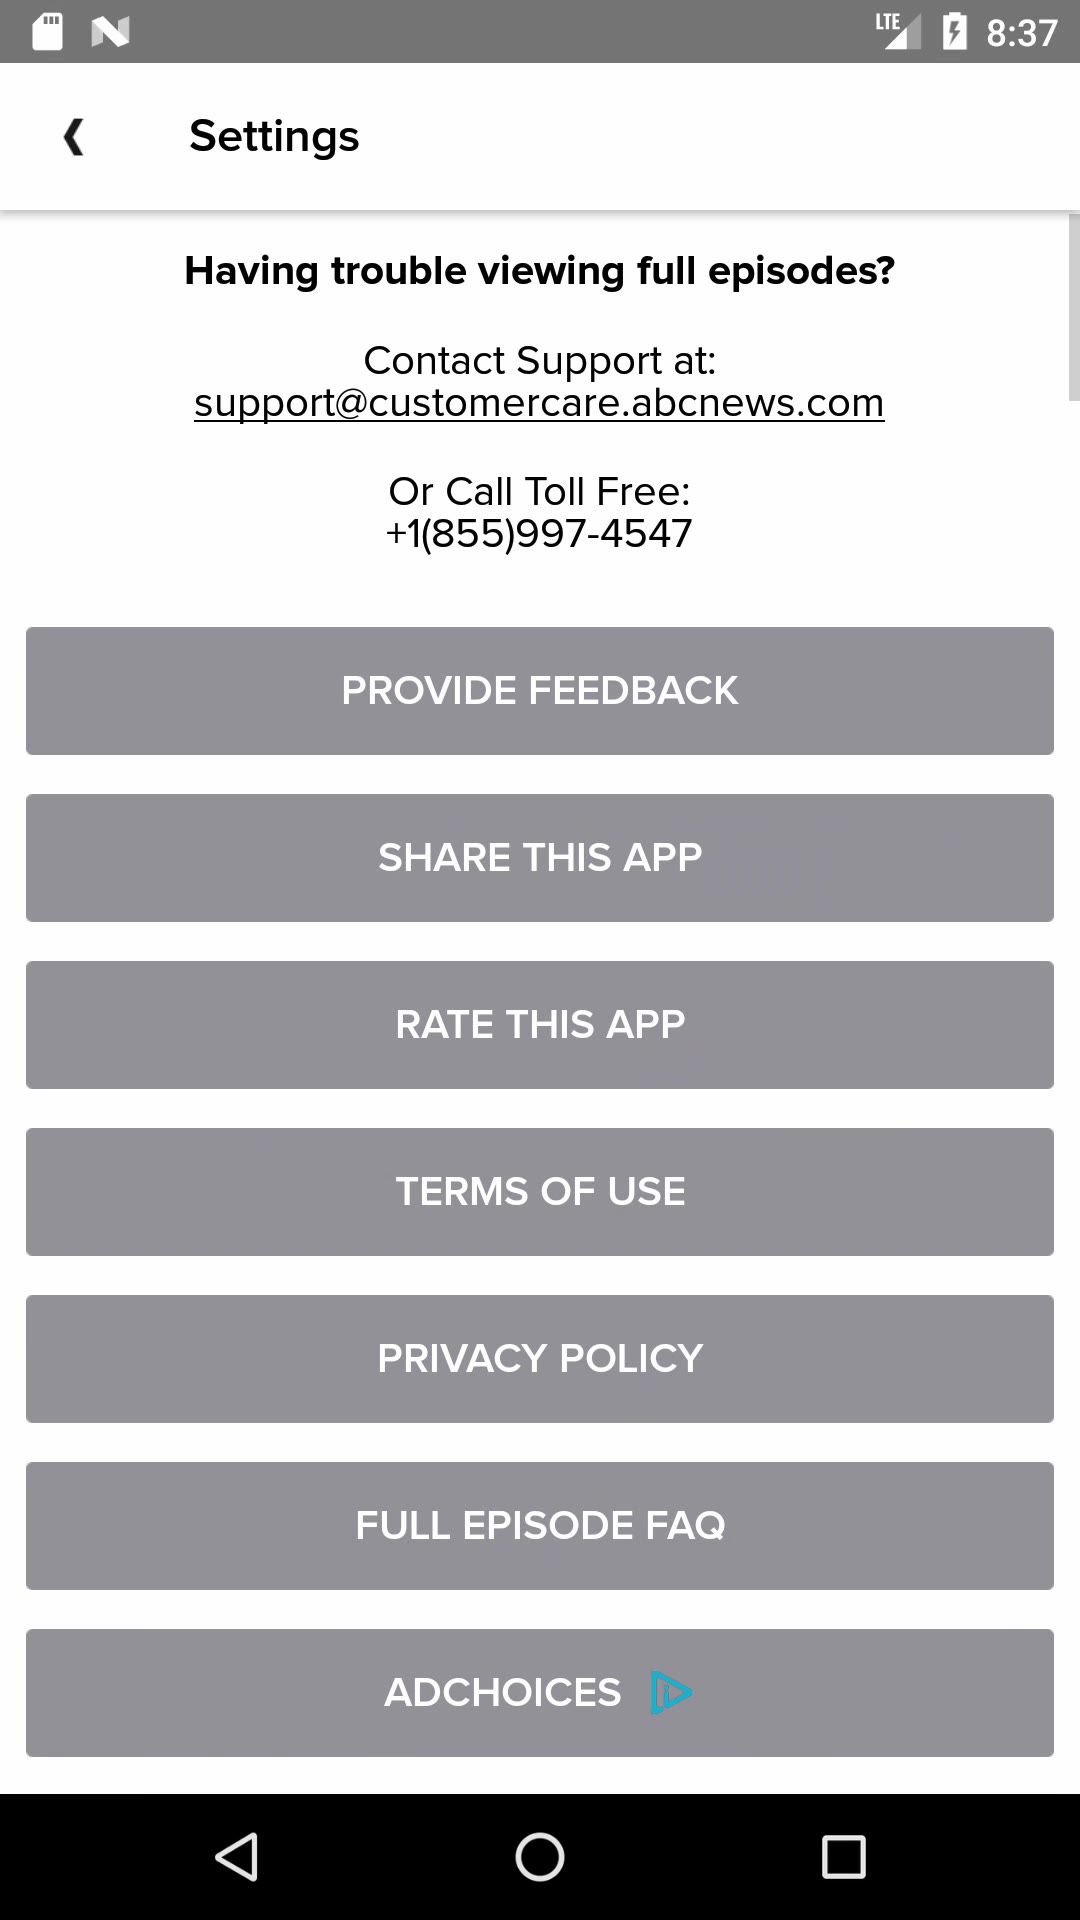 LTE 8:37
Settings
Having trouble viewing full episodes?
Contact Support at:
support@customercare.abcnews.com
Or Call Toll Free:
+1(855)997-4547
PROVIDE FEEDBACK
SHARE THIS APP
RATE THIS APP
TERMS OF USE
PRIVACY POLICY
FULL EPISODE FAQ
ADCHOICES